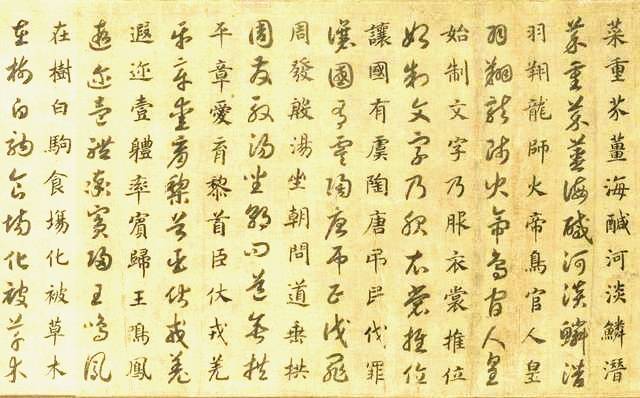 菜重芥薑海醎河淡鱗潛
菜重芥薑海醎河淡鱗潛
羽翔龍師火帝鳥官人皇
羽翔龍師火帝鳥官人皇
始制文字乃服衣裳推位
始制文字乃服衣裳推位
讓國有虞陶唐弔民伐罪
讓國有虞陶唐弔民伐罪
周發殷湯坐朝問道垂拱
周發殷湯坐朝問道垂拱
平章愛育黎首臣伏戎羌
平章愛育黎首臣伏戎羌
遐迩壹軆率賓歸王鳴鳳
遐迩壹體率賓歸王鳴鳳
在樹白駒食塲化被草木
在樹白駒食場化被草木